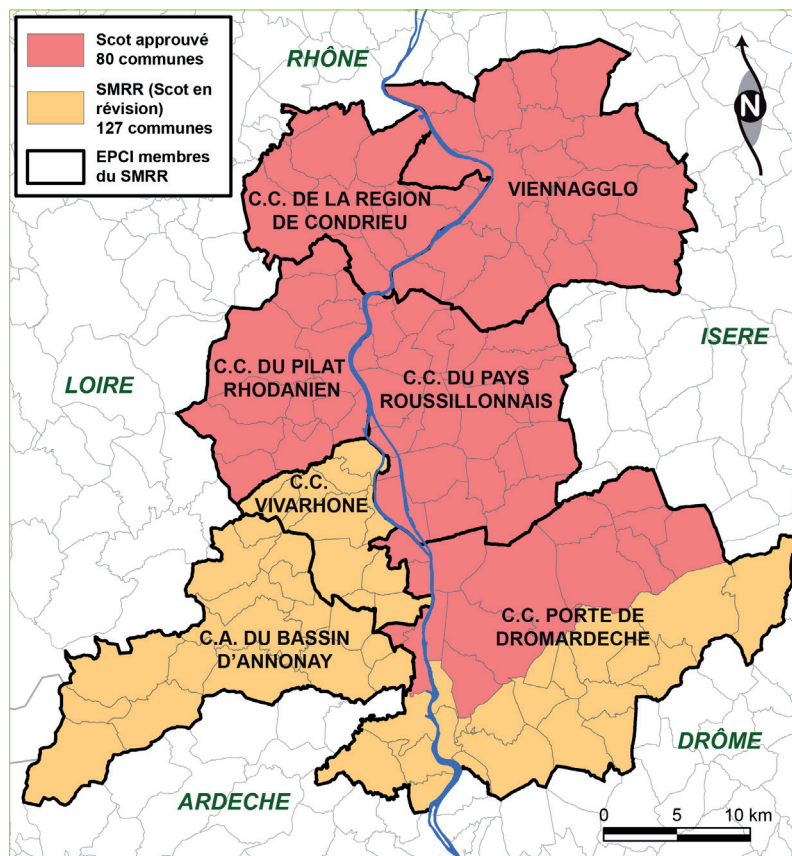 Scot approuvé
80 communes
SMRR (Scot en
révision)
127 communes
EPCI membres
du SMRR
RHÔNE
N
C.C. DE LA REGION
DE CONDRIEU
VIENNAGGLO
ISERE
LOIRE
C.C. DU PILAT
RHODANIEN
C.C. DU PAYS
ROUSSILLONNAIS
C.C.
VIVARHONE
C.A. DU BASSIN
D'ANNONAY
C.C. PORTE DE
DROMARDECHE
DRÔME
ARDECHE
0 5 10 km